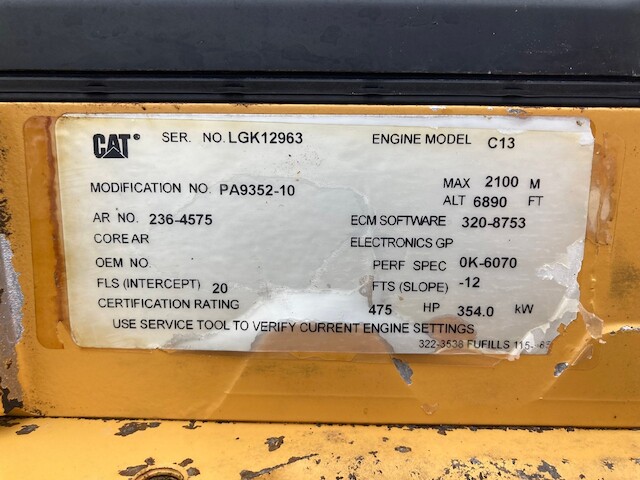 CAT® SER. NO. LGK12963 ENGINE MODEL C13
MODIFICATION NO. PA9352-10 MAX 2100 M
ALT 6890 FT
AR NO. 236-4575 ECM SOFTWARE 320-8753
CORE AR ELECTRONICS GP
OEM NO. PERF SPEC 0K-6070
FLS (INTERCEPT) 20 FTS (SLOPE) -12
CERTIFICATION RATING 475 HP 354.0 kW
USE SERVICE TOOL TO VERIFY CURRENT ENGINE SETTINGS
322-3538 FUFILLS